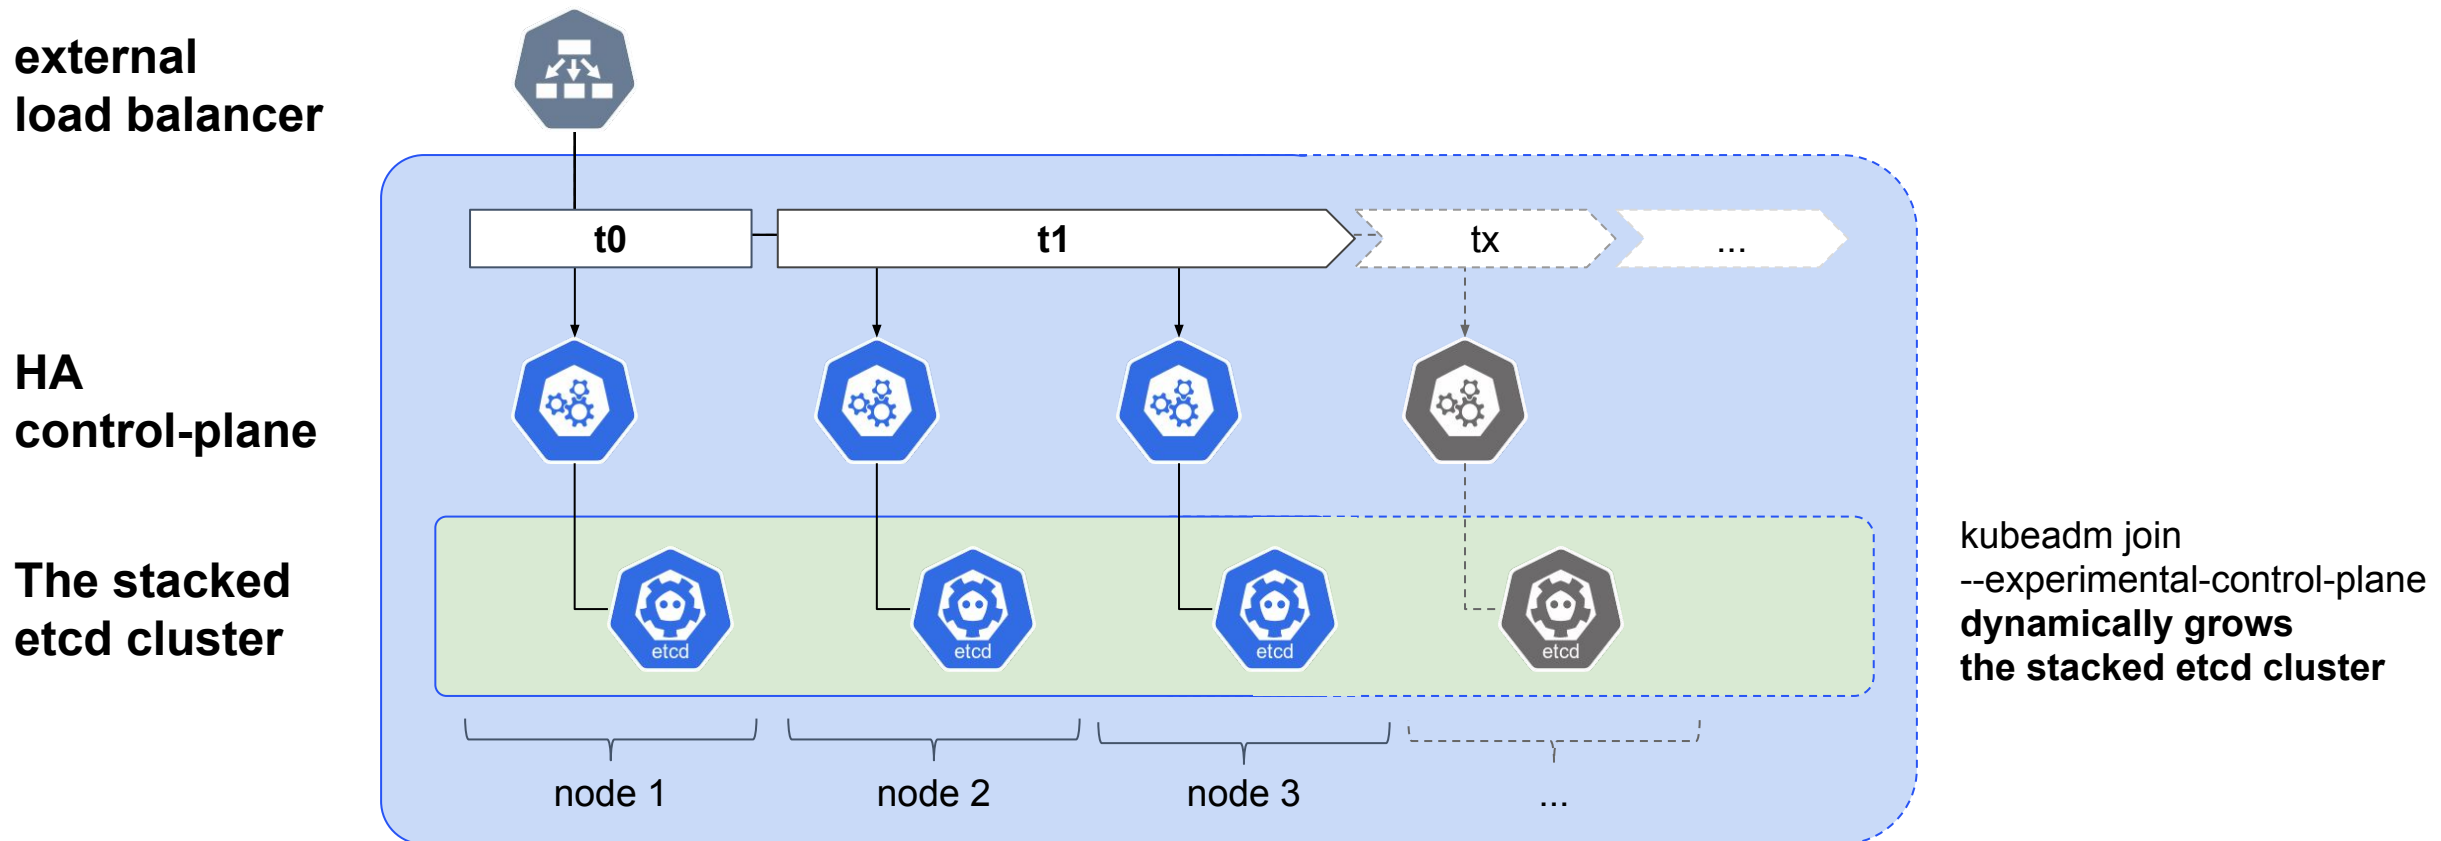 external
load balancer
t0
t1
tx
...
HA
control-plane
The stacked
etcd cluster
etcd
etcd
etcd
etcd
kubeadm join
--experimental-control-plane
dynamically grows
the stacked etcd cluster
node 1
node 2
node 3
...